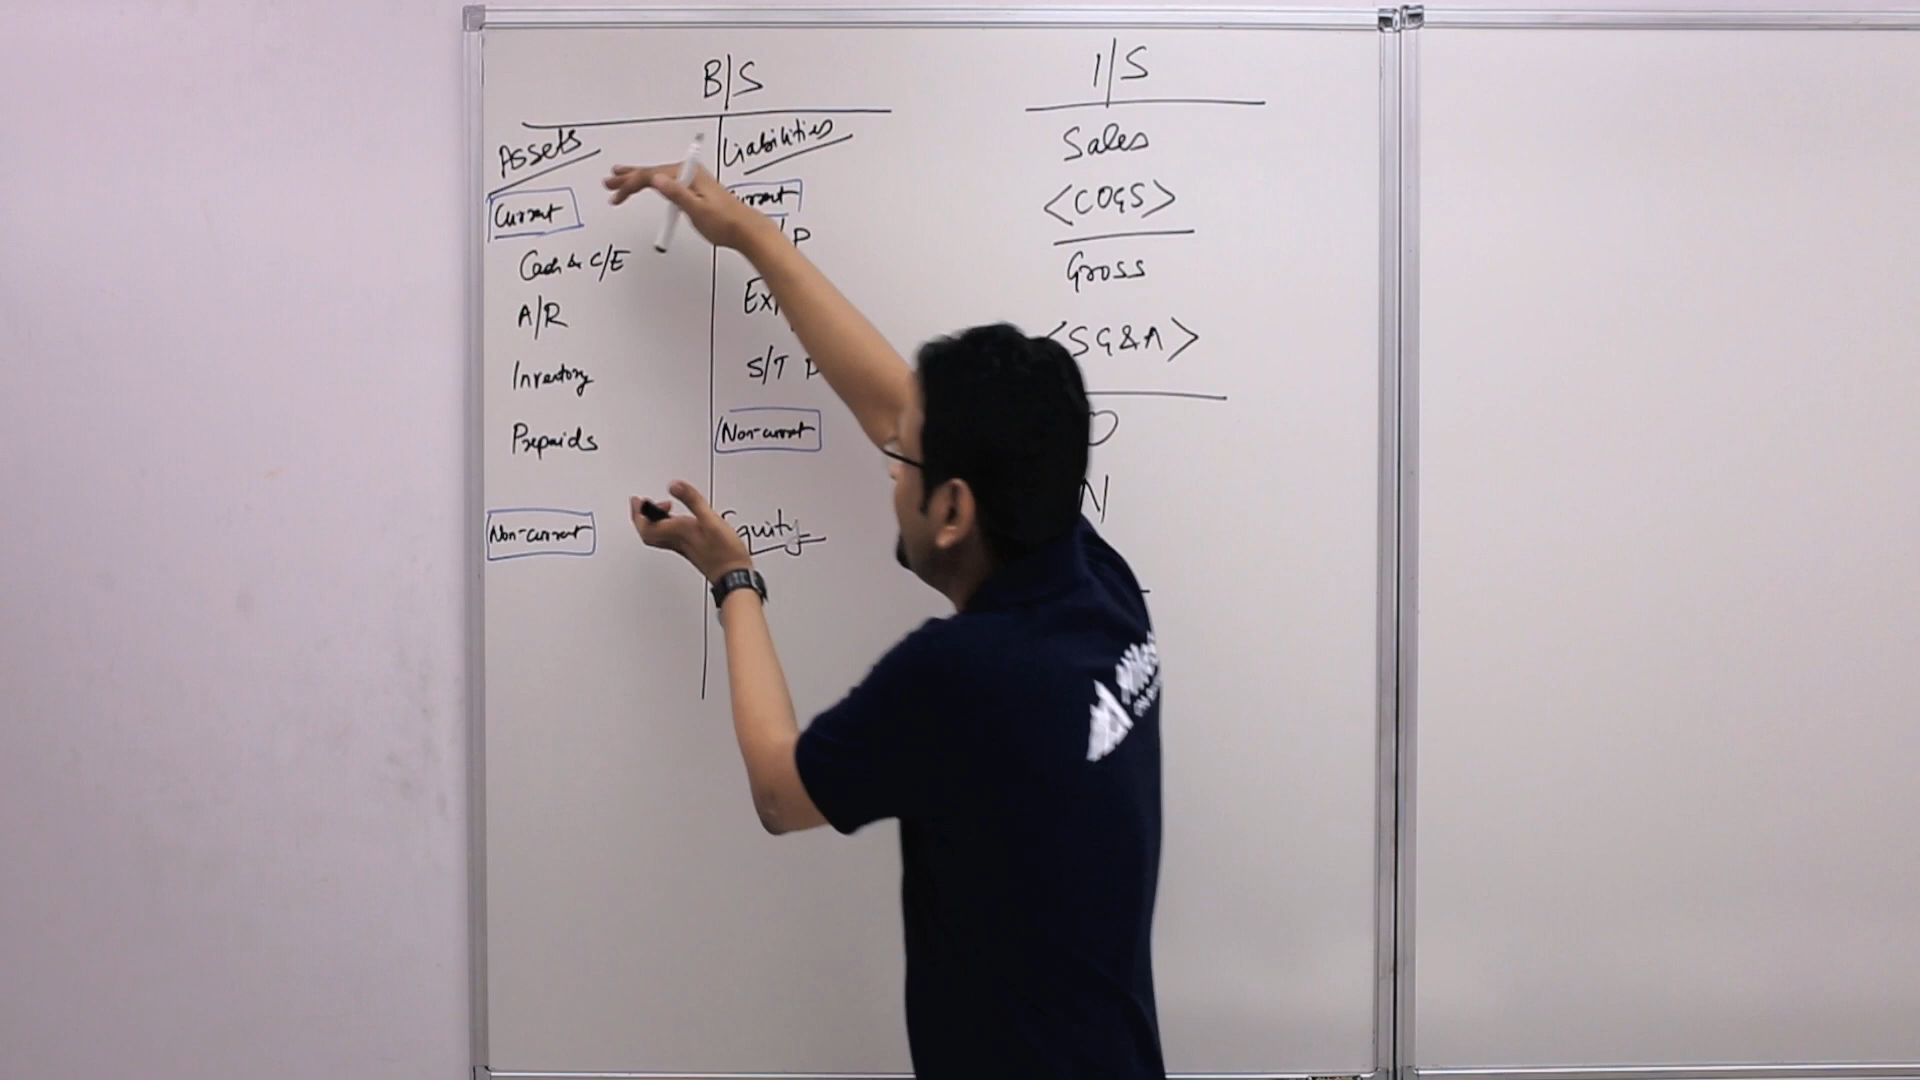 B/S
Assets
Current
Cash & C/E
A/R
Inventory
Prepaids
Non-current
Liabilities
Current
/P
Exp
S/T P
Non-current
Equity
I/S
Sales
<COGS>
Gross
<SG&A>
O
N